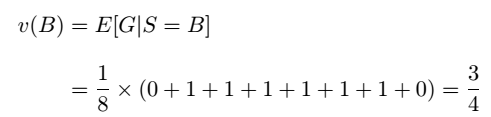 v(B) = E[G|S = B]
= 1/8 × (0 + 1 + 1 + 1 + 1 + 1 + 1 + 0) = 3/4